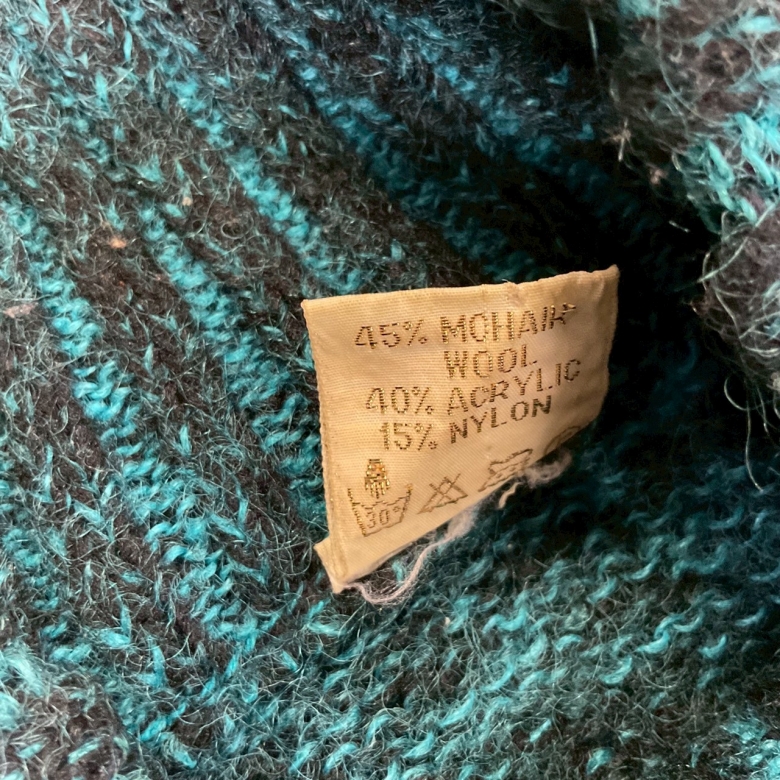 45% MOHAIR
WOOL
40% ACRYLIC
15% NYLON
30°